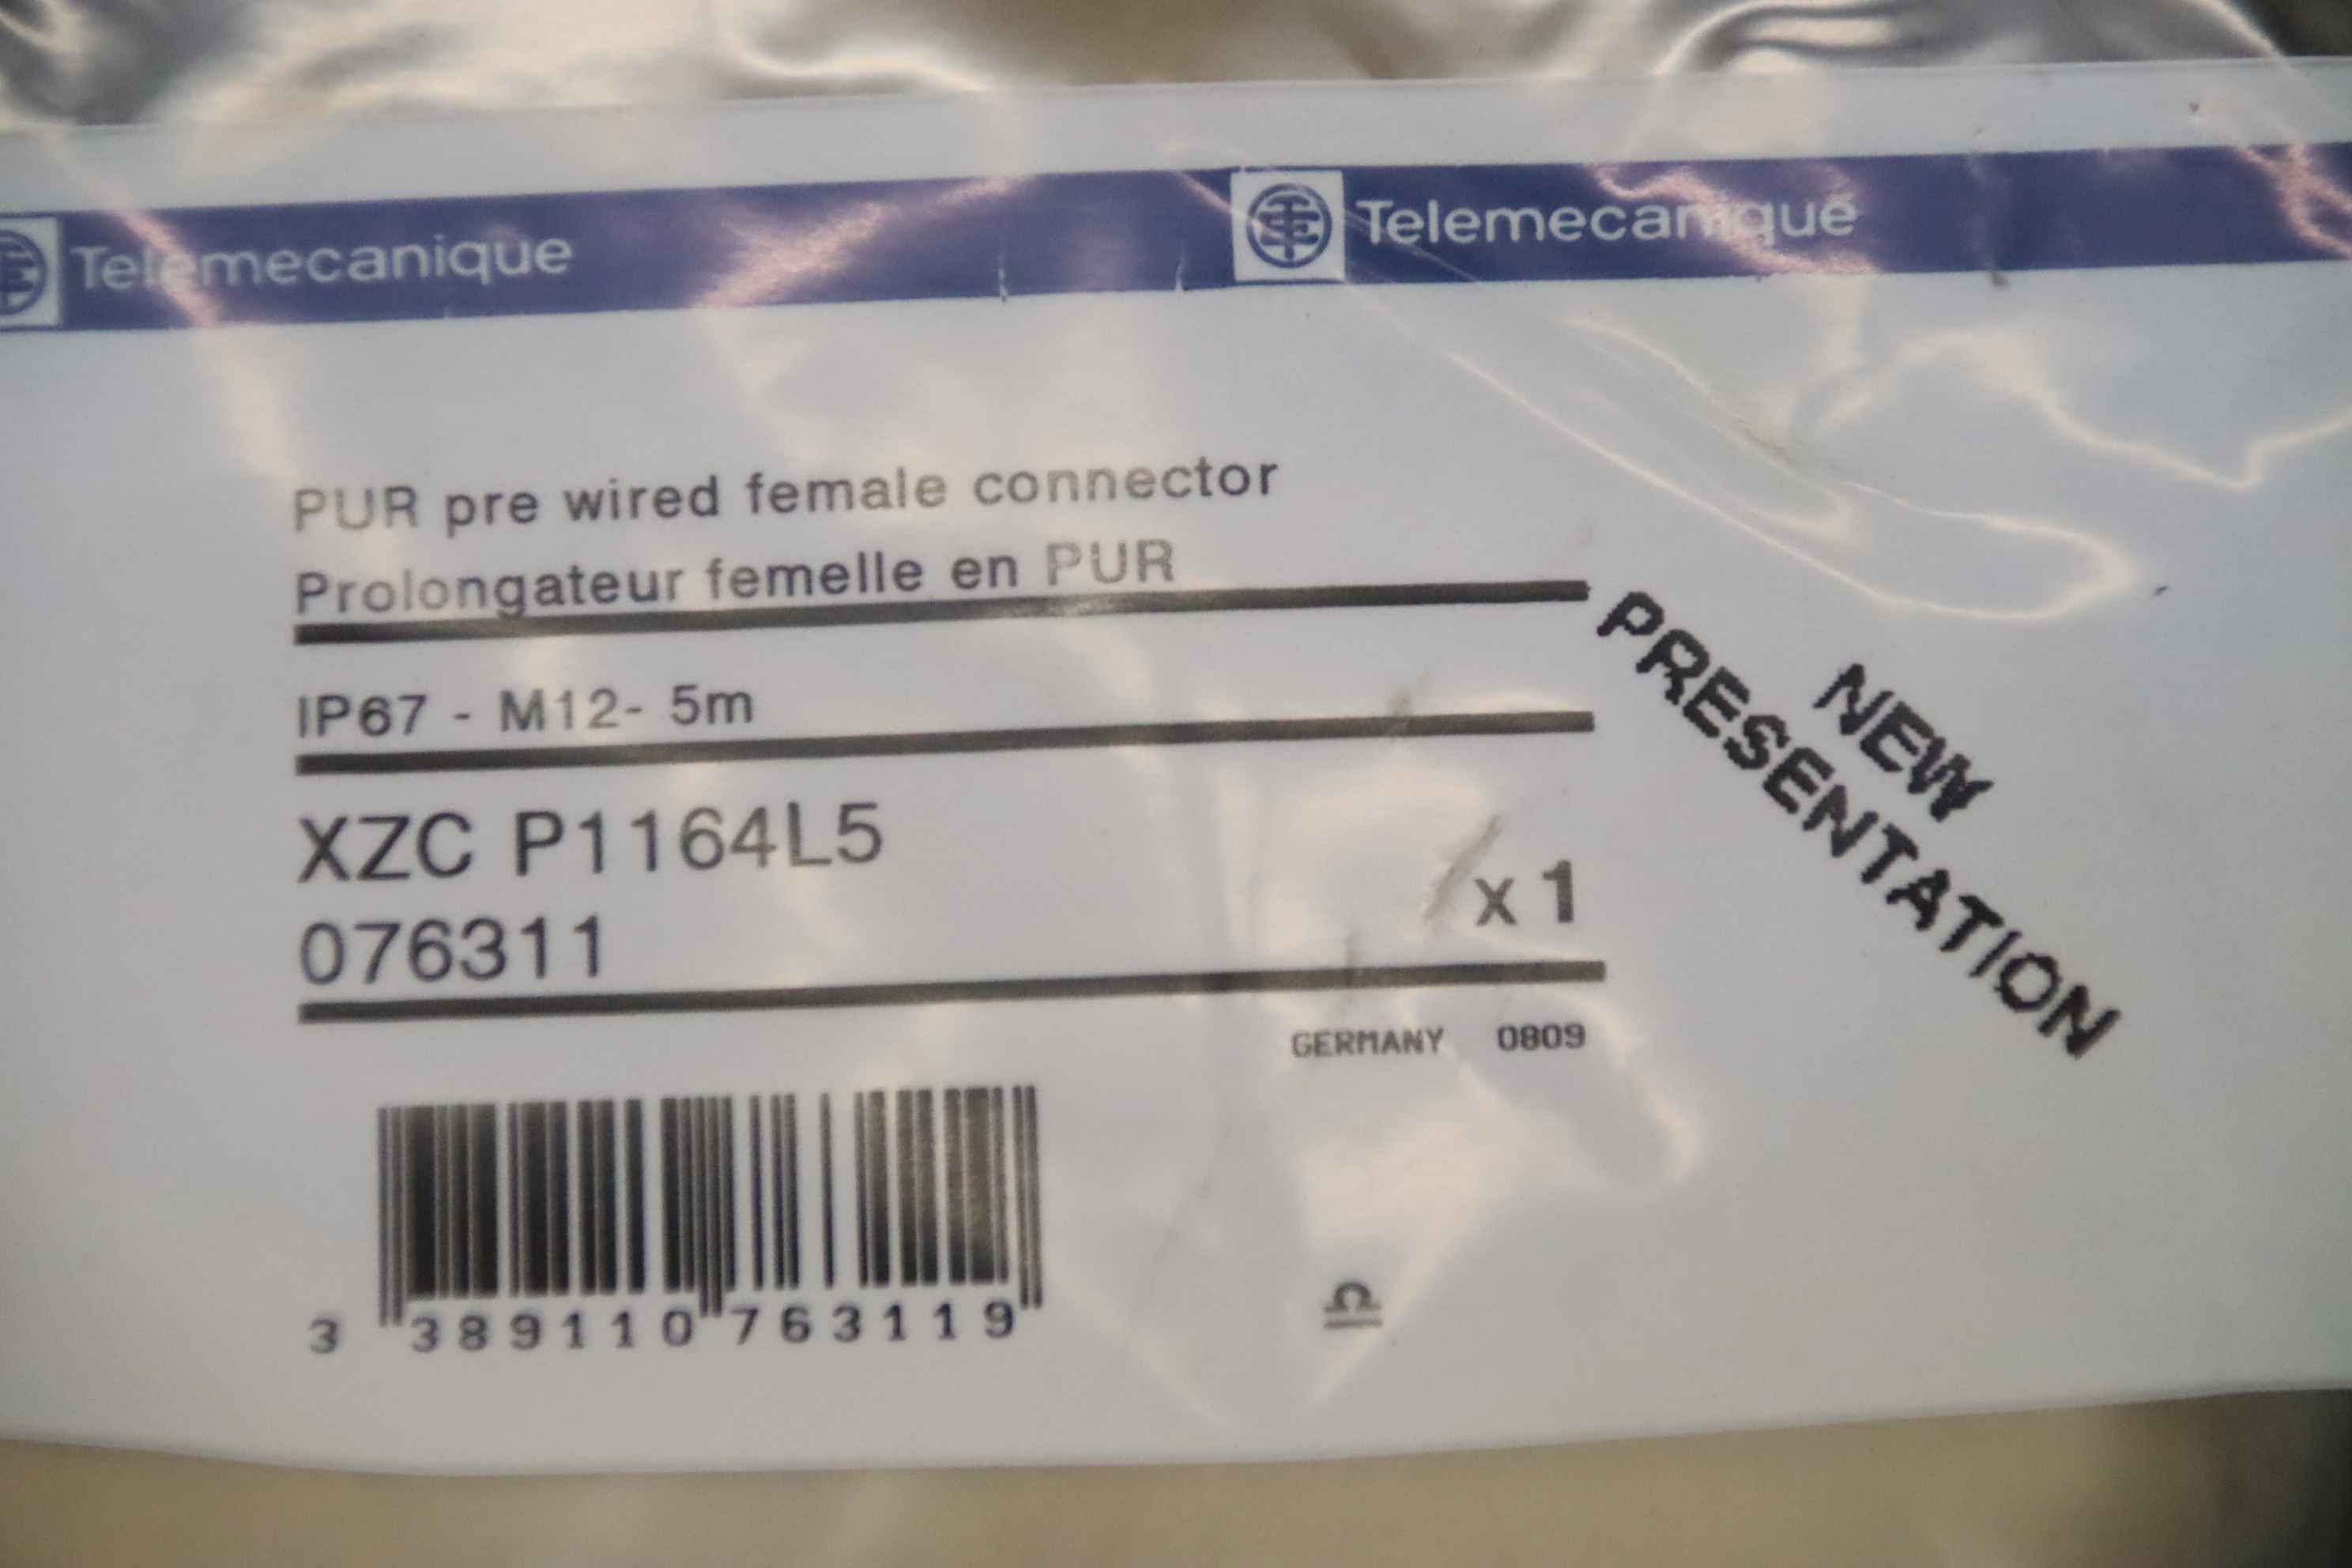 Telemecanique
Telemecanique
PUR pre wired female connector
Prolongateur femelle en PUR
IP67 - M12- 5m
XZC P1164L5
076311
x 1
NEW
PRESENTATION
GERMANY 0809
3 389110 763119